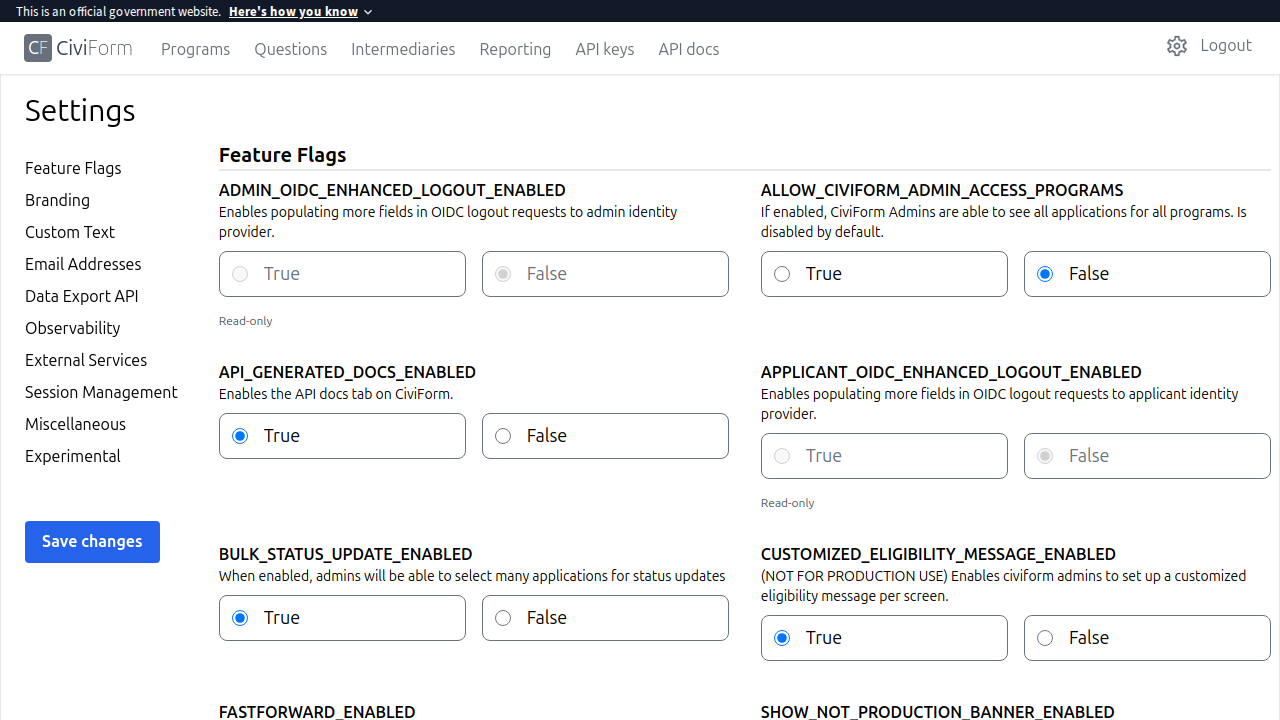 This is an official government website. Here's how you know
CF CiviForm Programs Questions Intermediaries Reporting API keys API docs Logout
Settings
Feature Flags
Branding
Custom Text
Email Addresses
Data Export API
Observability
External Services
Session Management
Miscellaneous
Experimental
Save changes
Feature Flags
ADMIN_OIDC_ENHANCED_LOGOUT_ENABLED
Enables populating more fields in OIDC logout requests to admin identity
provider.
True False
Read-only
ALLOW_CIVIFORM_ADMIN_ACCESS_PROGRAMS
If enabled, CiviForm Admins are able to see all applications for all programs. Is
disabled by default.
True False
API_GENERATED_DOCS_ENABLED
Enables the API docs tab on CiviForm.
True False
APPLICANT_OIDC_ENHANCED_LOGOUT_ENABLED
Enables populating more fields in OIDC logout requests to applicant identity
provider.
True False
Read-only
BULK_STATUS_UPDATE_ENABLED
When enabled, admins will be able to select many applications for status updates
True False
CUSTOMIZED_ELIGIBILITY_MESSAGE_ENABLED
(NOT FOR PRODUCTION USE) Enables civiform admins to set up a customized
eligibility message per screen.
True False
FASTFORWARD_ENABLED
SHOW_NOT_PRODUCTION_BANNER_ENABLED